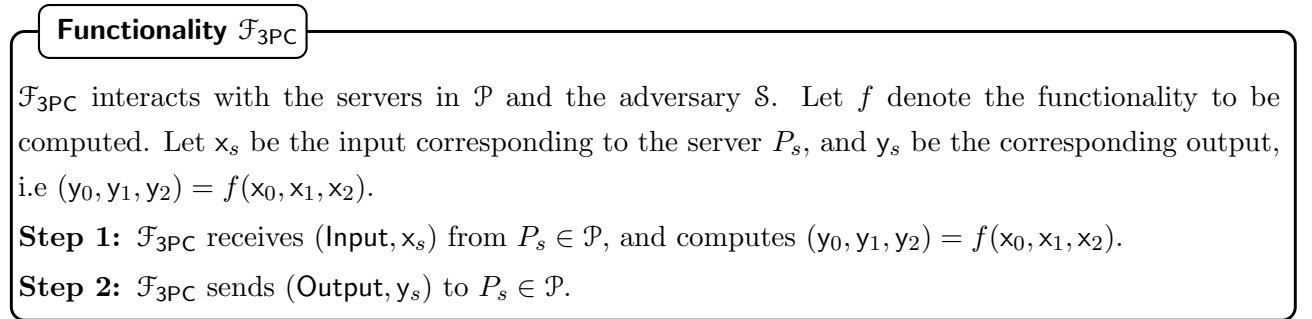 Functionality ℱ3PC
ℱ3PC interacts with the servers in 𝒫 and the adversary 𝒮. Let f denote the functionality to be
computed. Let xs be the input corresponding to the server Ps, and ys be the corresponding output,
i.e (y0, y1, y2) = f(x0, x1, x2).
Step 1: ℱ3PC receives (Input, xs) from Ps ∈ 𝒫, and computes (y0, y1, y2) = f(x0, x1, x2).
Step 2: ℱ3PC sends (Output, ys) to Ps ∈ 𝒫.